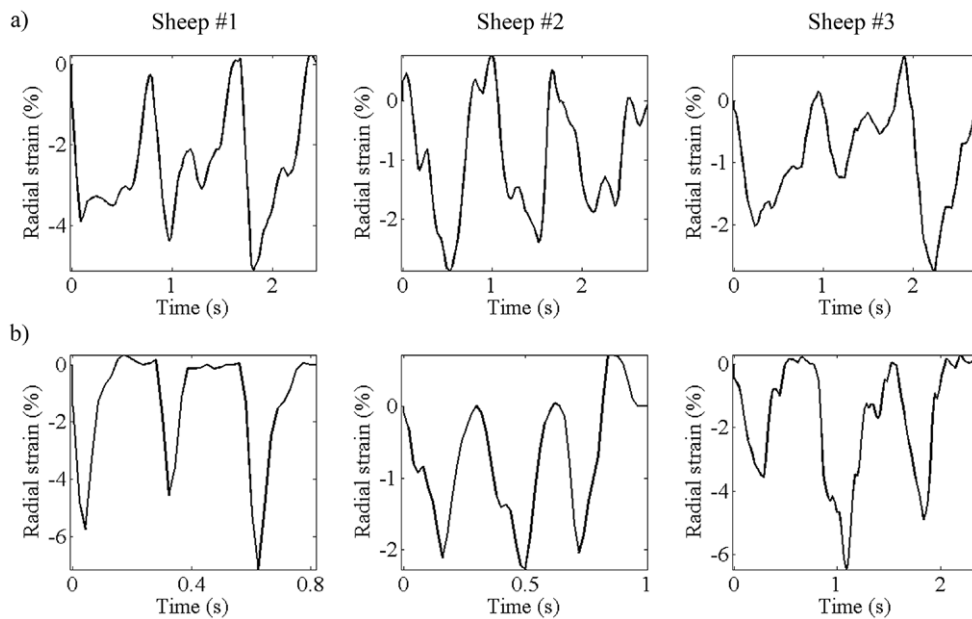 a) Sheep #1 Sheep #2 Sheep #3
Radial strain (%) 0 -2 -4 0 1 2 Time (s)
Radial strain (%) 0 -1 -2 0 1 2 Time (s)
Radial strain (%) 0 -1 -2 0 1 2 Time (s)
b)
Radial strain (%) 0 -2 -4 -6 0 0.4 0.8 Time (s)
Radial strain (%) 0 -1 -2 0 0.5 1 Time (s)
Radial strain (%) 0 -2 -4 -6 0 1 2 Time (s)